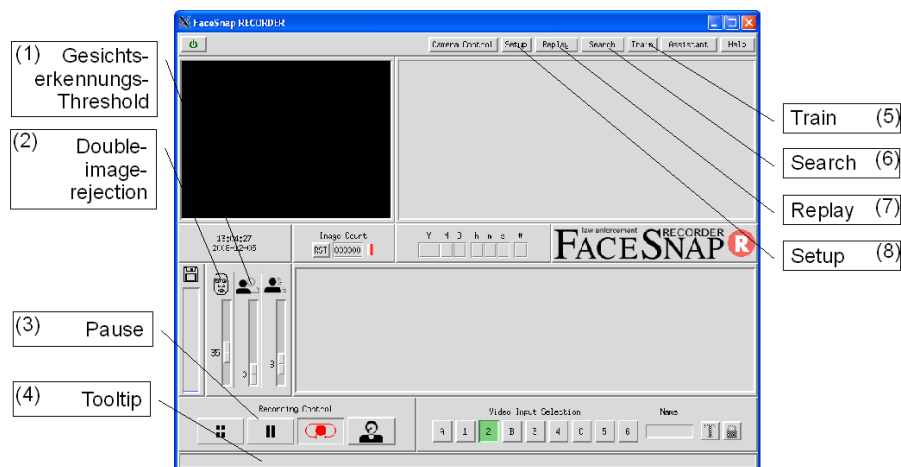 FaceSnap RECORDER
Camera Control Setup Replay Search Train Assistant Help
(1) Gesichts-
erkennungs-
Threshold
(2) Double-
image-
rejection
(3) Pause
(4) Tooltip
Train (5)
Search (6)
Replay (7)
Setup (8)
13:04:27
2006-12-05
Image Count
RST 000000
Y M D h m s #
law enforcement RECORDER
FACESNAP R
35
0
8
Recording Control
Video Input Selection
Name
A 1 2 B 3 4 C 5 6